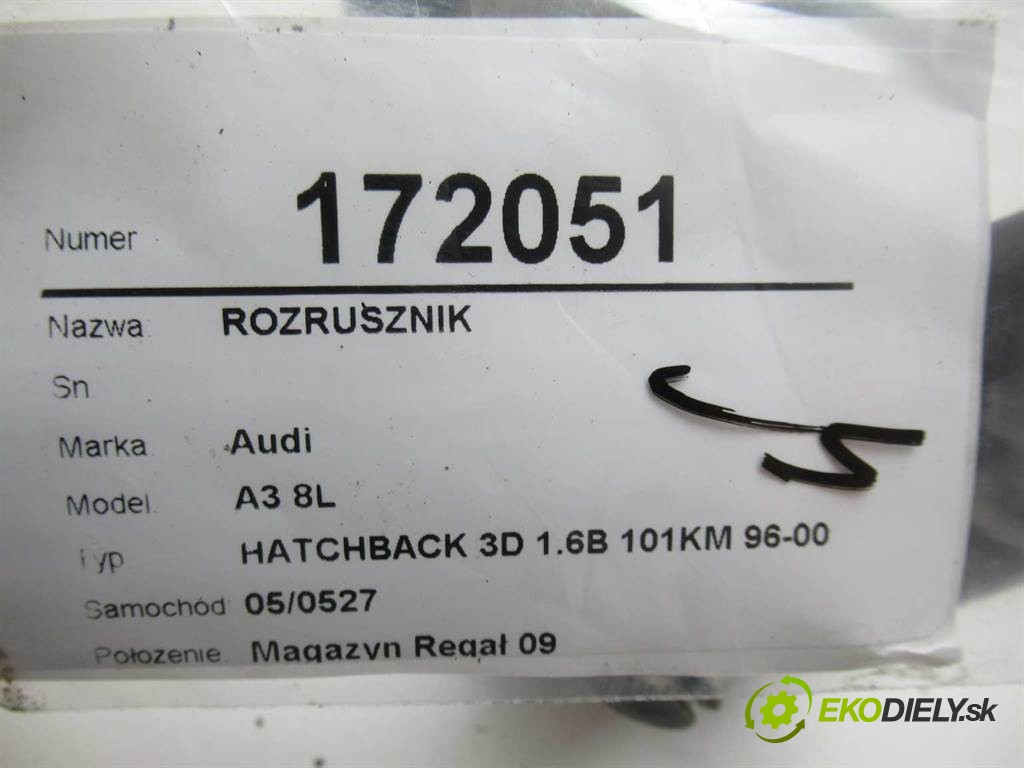 Numer 172051
Nazwa: ROZRUSZNIK
Sn.
Marka Audi
Model. A3 8L
Typ HATCHBACK 3D 1.6B 101KM 96-00
Samochód 05/0527
Położenie. Magazyn Regał 09
EKODIELY.sk